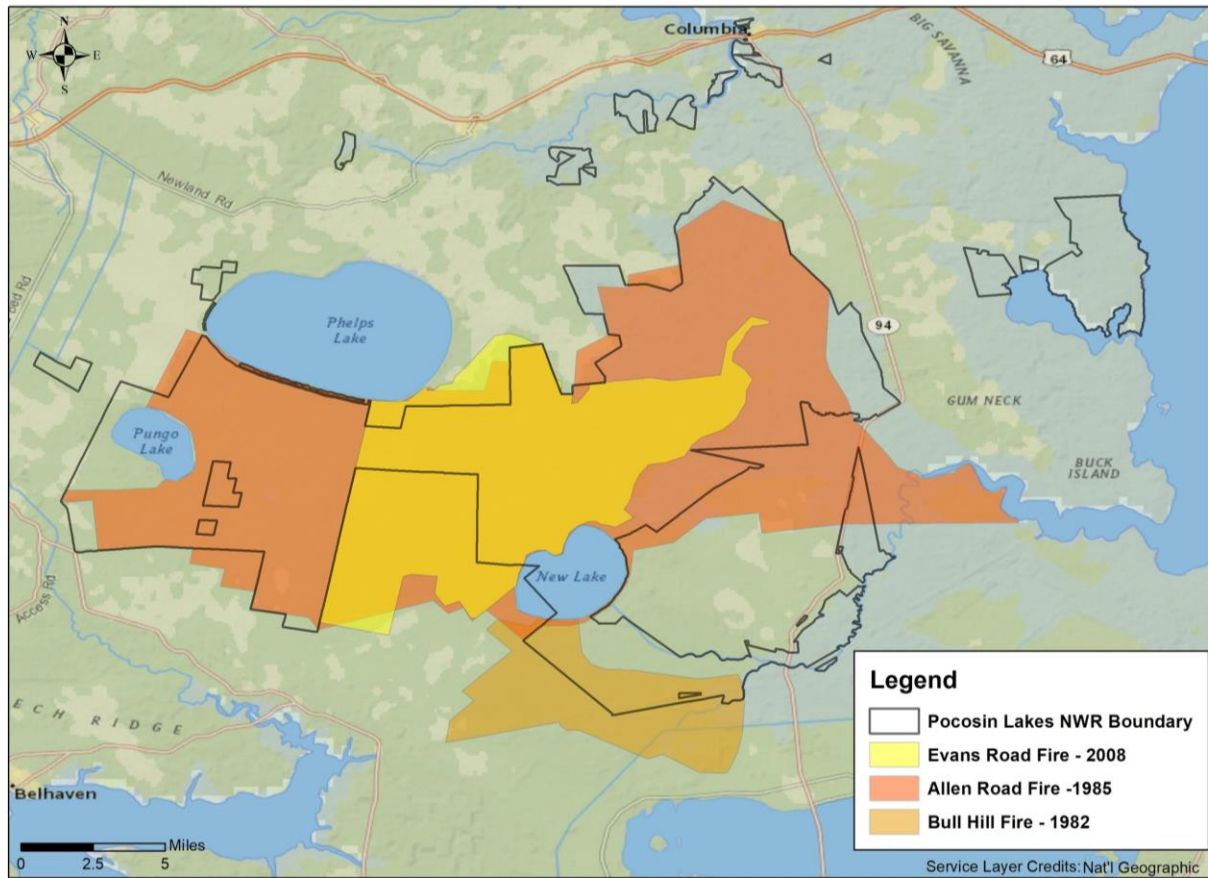 N
W E
S
Columbia
BIG SAVANNA
64
Newland Rd
Phelps
Lake
94
Pungo
Lake
GUM NECK
BUCK
ISLAND
New Lake
Access Rd
ECH RIDGE
Belhaven
Miles
0 2.5 5
Legend
Pocosin Lakes NWR Boundary
Evans Road Fire - 2008
Allen Road Fire -1985
Bull Hill Fire - 1982
Service Layer Credits: Nat'l Geographic